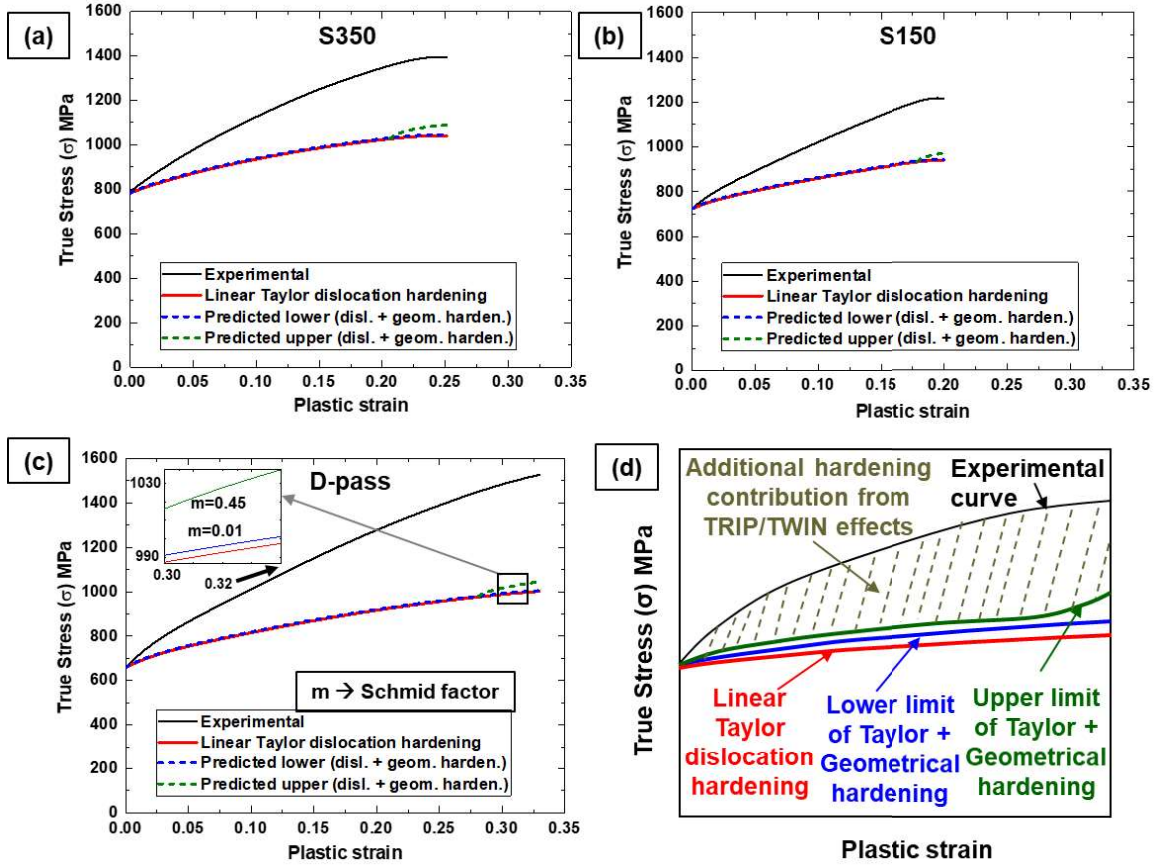 (a)
S350
True Stress (σ) MPa
1600
1400
1200
1000
800
600
400
200
0
Experimental
Linear Taylor dislocation hardening
Predicted lower (disl. + geom. harden.)
Predicted upper (disl. + geom. harden.)
0.00 0.05 0.10 0.15 0.20 0.25 0.30 0.35
Plastic strain
(b)
S150
True Stress (σ) MPa
1600
1400
1200
1000
800
600
400
200
0
Experimental
Linear Taylor dislocation hardening
Predicted lower (disl. + geom. harden.)
Predicted upper (disl. + geom. harden.)
0.00 0.05 0.10 0.15 0.20 0.25 0.30 0.35
Plastic strain
(c)
D-pass
True Stress (σ) MPa
1600
1400
1200
1000
800
600
400
200
0
1030
m=0.45
m=0.01
990
0.30
0.32
m → Schmid factor
Experimental
Linear Taylor dislocation hardening
Predicted lower (disl. + geom. harden.)
Predicted upper (disl. + geom. harden.)
0.00 0.05 0.10 0.15 0.20 0.25 0.30 0.35
Plastic strain
(d)
True Stress (σ) MPa
Additional hardening
contribution from
TRIP/TWIN effects
Experimental
curve
Linear
Taylor
dislocation
hardening
Lower limit
of Taylor +
Geometrical
hardening
Upper limit
of Taylor +
Geometrical
hardening
Plastic strain